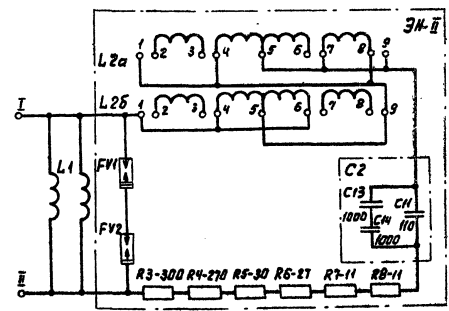 ЭН-II
L2а 1 2 3 4 5 6 7 8 9
L2б 1 2 3 4 5 6 7 8 9
I
L1
FV1
FV2
C2
C13
1000
C14
1000
C11
110
II
R3-300 R4-270 R5-30 R6-27 R7-11 R8-11